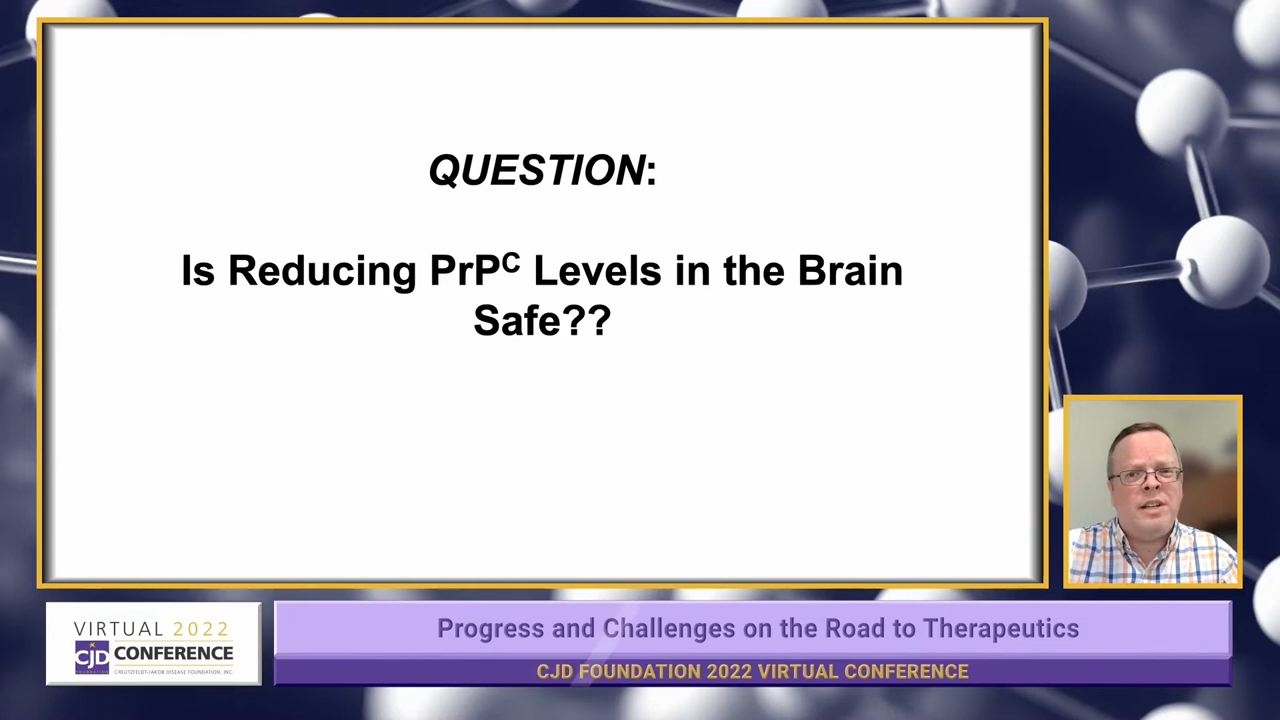 QUESTION:
Is Reducing PrPᶜ Levels in the Brain
Safe??
VIRTUAL 2022
CJD CONFERENCE
FOUNDATION CREUTZFELDT-JAKOB DISEASE FOUNDATION, INC.
Progress and Challenges on the Road to Therapeutics
CJD FOUNDATION 2022 VIRTUAL CONFERENCE